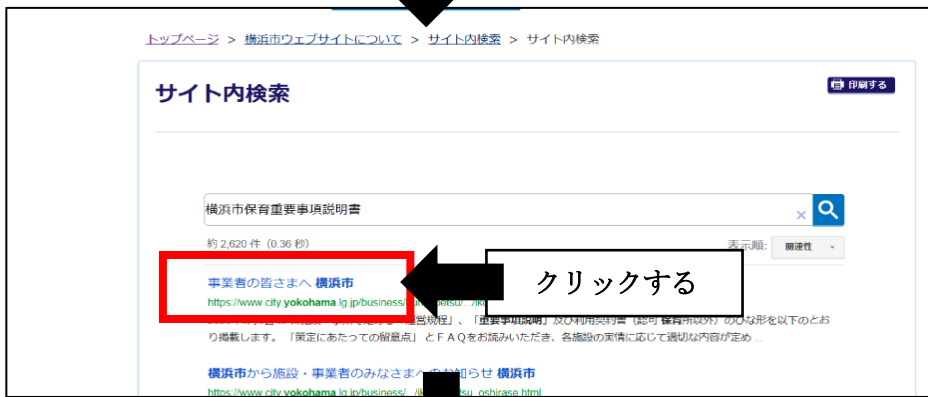 トップページ > 横浜市ウェブサイトについて > サイト内検索 > サイト内検索
サイト内検索
印刷する
横浜市保育重要事項説明書
×
約 2,620 件 (0.36 秒)
表示順: 関連性
事業者の皆さまへ 横浜市
クリックする
https://www.city.yokohama.lg.jp/business/
「重要事項説明」及び利用契約書(認可 保育所以外)のひな形を以下のとお
り掲載します。 「策定にあたっての留意点」 とFAQをお読みいただき、各施設の実情に応じて適切な内容が定め ...
横浜市から施設・事業者のみなさまへのお知らせ 横浜市
https://www.city.yokohama.lg.jp/business/.../ oshirase.html